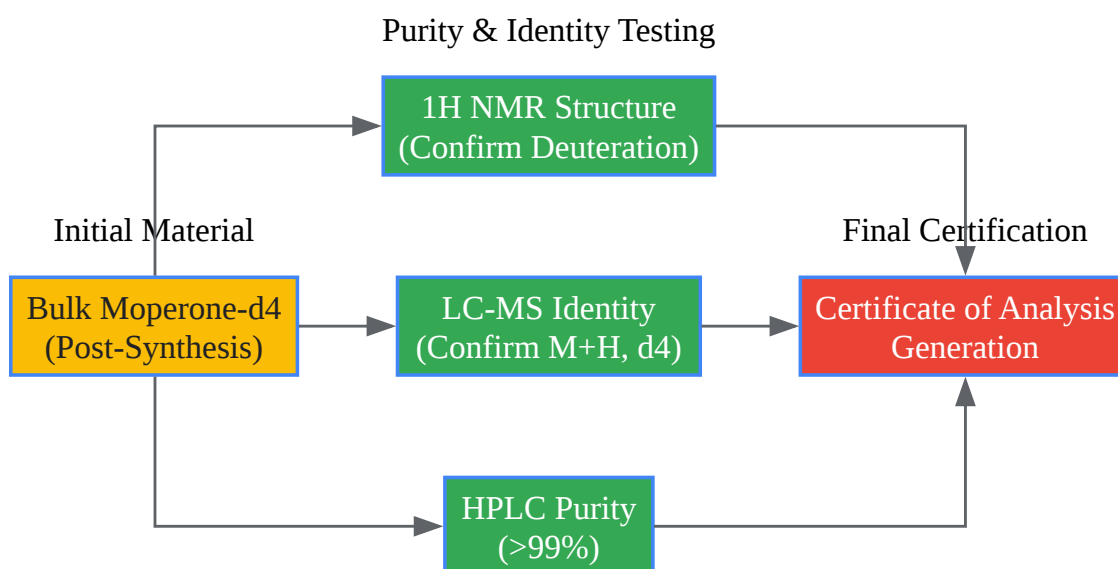 Purity & Identity Testing
1H NMR Structure
(Confirm Deuteration)
Initial Material
Final Certification
Bulk Moperone-d4
(Post-Synthesis)
LC-MS Identity
(Confirm M+H, d4)
Certificate of Analysis
Generation
HPLC Purity
(>99%)